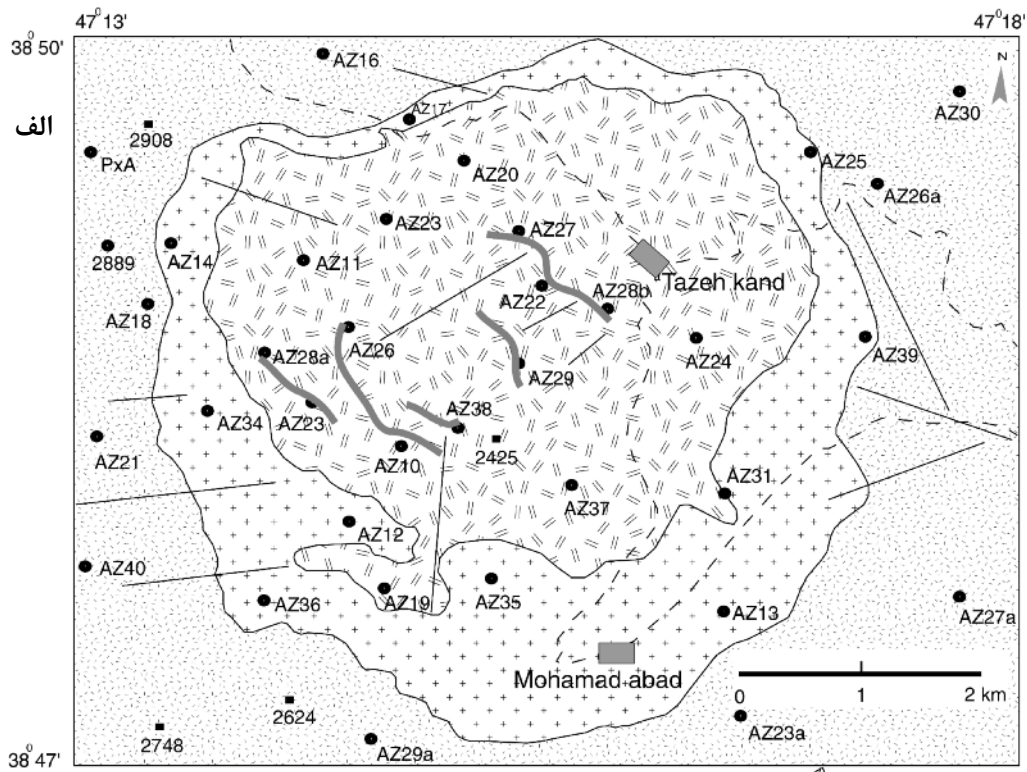 47°13' 47°18'
38°50'
AZ16
AZ30
الف
AZ17
2908
AZ25
PxA
AZ20
AZ26a
AZ23
AZ27
2889
AZ14
AZ11
Tazeh kand
AZ18
AZ22
AZ28b
AZ26
AZ24
AZ39
AZ28a
AZ29
AZ34
AZ23
AZ38
AZ21
AZ10
2425
AZ31
AZ37
AZ12
AZ40
AZ36
AZ19
AZ35
AZ13
AZ27a
Mohamad abad
0 1 2 km
2624
2748
AZ29a
AZ23a
38°47'
N